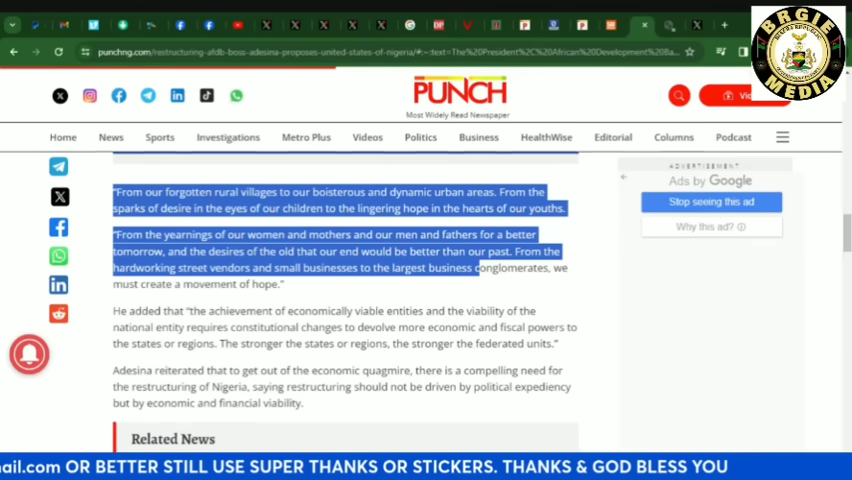 BRGIE
MEDIA
punchng.com/restructuring-afdb-boss-adesina-proposes-united-states-of-nigeria/#:~:text=The%20President%2C%20African%20Development%20Ba...
PUNCH
Most Widely Read Newspaper
Home News Sports Investigations Metro Plus Videos Politics Business HealthWise Editorial Columns Podcast
ADVERTISEMENT
Ads by Google
Stop seeing this ad
Why this ad?
"From our forgotten rural villages to our boisterous and dynamic urban areas. From the
sparks of desire in the eyes of our children to the lingering hope in the hearts of our youths.
"From the yearnings of our women and mothers and our men and fathers for a better
tomorrow, and the desires of the old that our end would be better than our past. From the
hardworking street vendors and small businesses to the largest business conglomerates, we
must create a movement of hope."
He added that "the achievement of economically viable entities and the viability of the
national entity requires constitutional changes to devolve more economic and fiscal powers to
the states or regions. The stronger the states or regions, the stronger the federated units."
Adesina reiterated that to get out of the economic quagmire, there is a compelling need for
the restructuring of Nigeria, saying restructuring should not be driven by political expediency
but by economic and financial viability.
Related News
ail.com OR BETTER STILL USE SUPER THANKS OR STICKERS. THANKS & GOD BLESS YOU